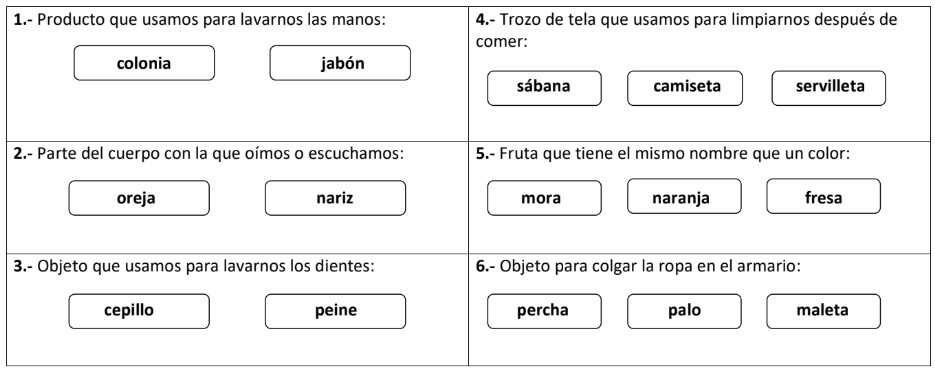 1.- Producto que usamos para lavarnos las manos:
colonia jabón
2.- Parte del cuerpo con la que oímos o escuchamos:
oreja nariz
3.- Objeto que usamos para lavarnos los dientes:
cepillo peine
4.- Trozo de tela que usamos para limpiarnos después de
comer:
sábana camiseta servilleta
5.- Fruta que tiene el mismo nombre que un color:
mora naranja fresa
6.- Objeto para colgar la ropa en el armario:
percha palo maleta